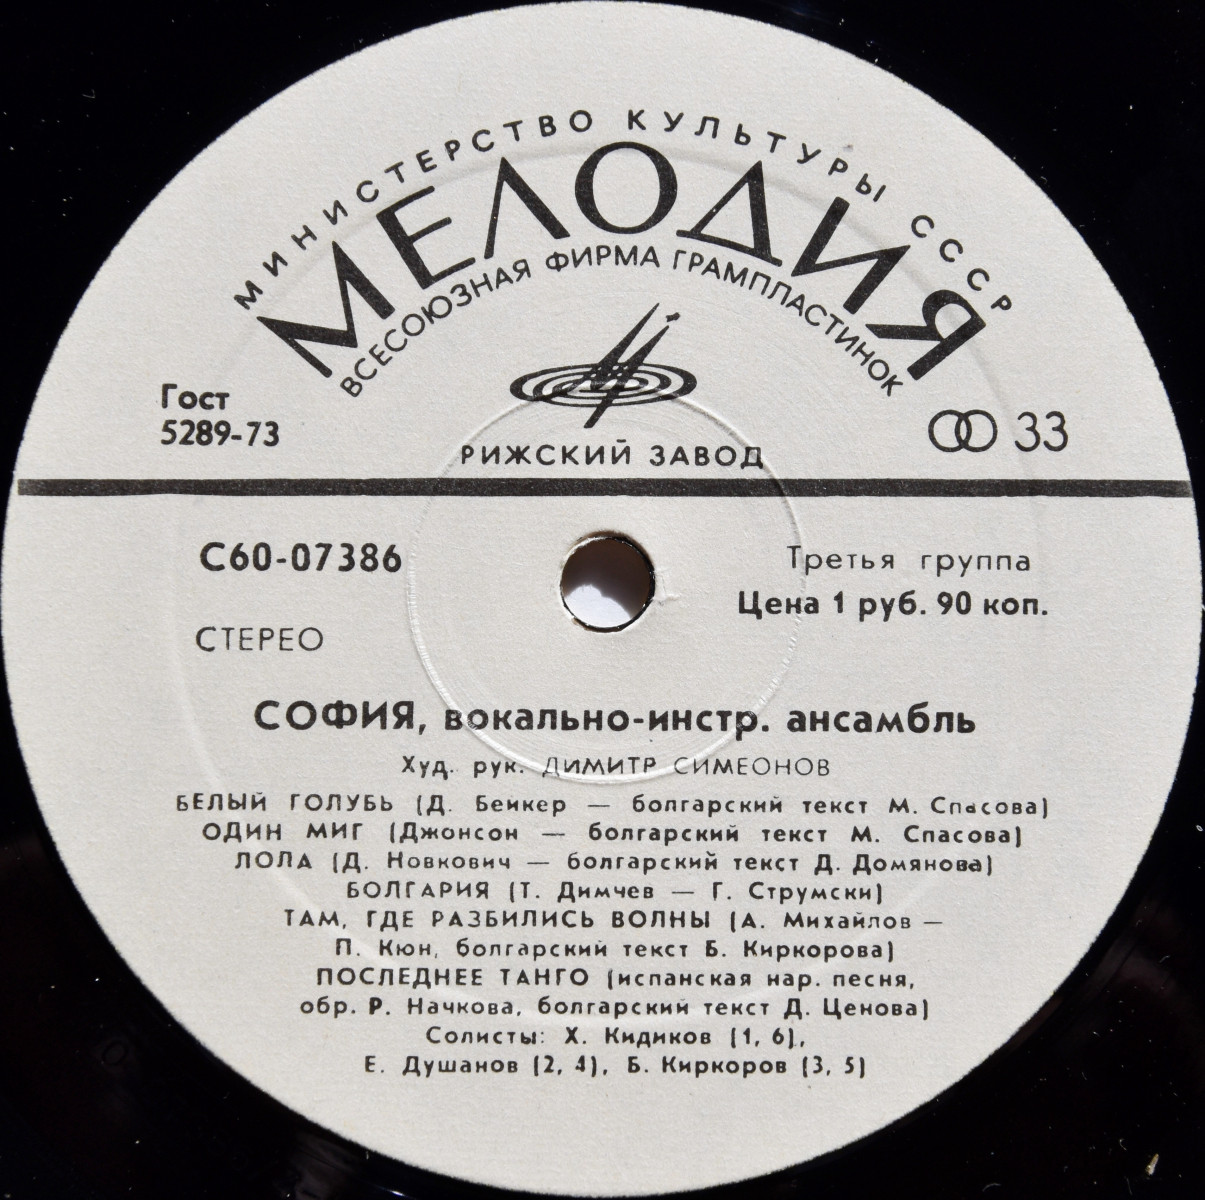 МИНИСТЕРСТВО КУЛЬТУРЫ СССР
МЕЛОДИЯ
ВСЕСОЮЗНАЯ ФИРМА ГРАМПЛАСТИНОК
Гост
5289-73
33
РИЖСКИЙ ЗАВОД
С60-07386
Третья группа
Цена 1 руб. 90 коп.
СТЕРЕО
СОФИЯ, вокально-инстр. ансамбль
Худ. рук. ДИМИТР СИМЕОНОВ
БЕЛЫЙ ГОЛУБЬ (Д. Бейкер — болгарский текст М. Спасова)
ОДИН МИГ (Джонсон — болгарский текст М. Спасова)
ЛОЛА (Д. Новкович — болгарский текст Д. Домянова)
БОЛГАРИЯ (Т. Димчев — Г. Струмски)
ТАМ, ГДЕ РАЗБИЛИСЬ ВОЛНЫ (А. Михайлов —
П. Кюн, болгарский текст Б. Киркорова)
ПОСЛЕДНЕЕ ТАНГО (испанская нар. песня,
обр. Р. Начкова, болгарский текст Д. Ценова)
Солисты: Х. Кидиков (1, 6),
Е. Душанов (2, 4), Б. Киркоров (3, 5)